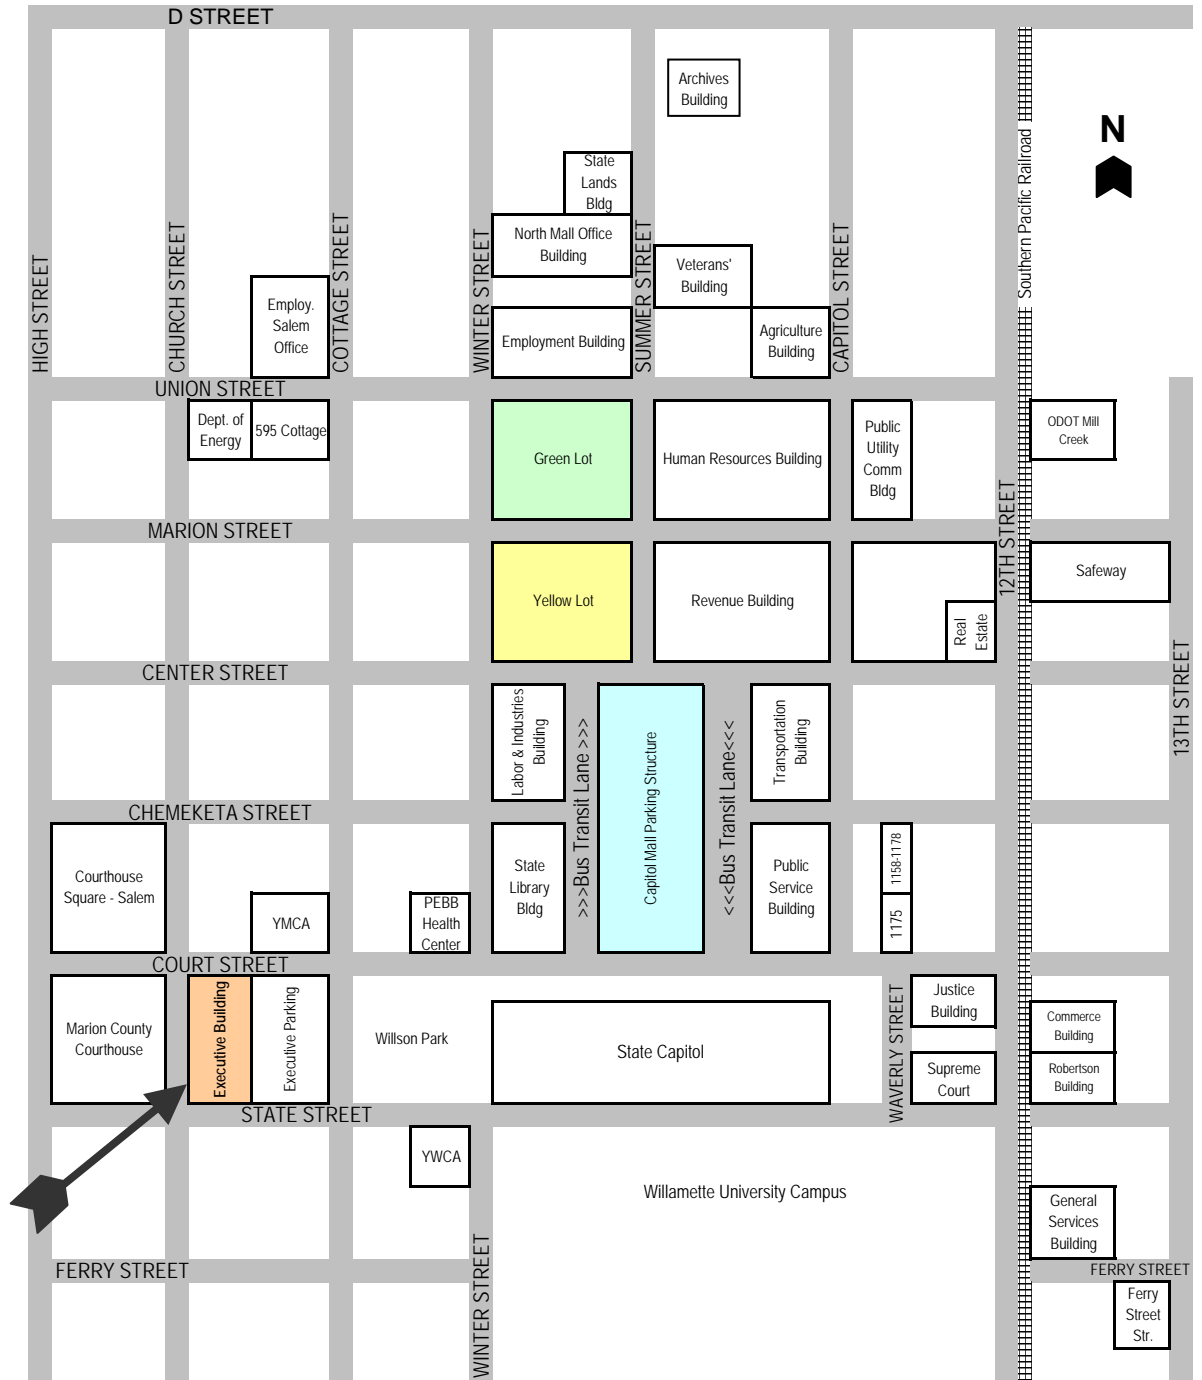 D STREET
Archives
Building
N
Southern Pacific Railroad
State
Lands
Bldg
North Mall Office
Building
Veterans'
Building
HIGH STREET
CHURCH STREET
COTTAGE STREET
WINTER STREET
SUMMER STREET
CAPITOL STREET
Employ.
Salem
Office
Employment Building
Agriculture
Building
UNION STREET
Dept. of
Energy
595 Cottage
Green Lot
Human Resources Building
Public
Utility
Comm
Bldg
ODOT Mill
Creek
MARION STREET
12TH STREET
Yellow Lot
Revenue Building
Real
Estate
Safeway
CENTER STREET
13TH STREET
Labor & Industries
Building
>>>Bus Transit Lane >>>
Capitol Mall Parking Structure
<<<Bus Transit Lane<<<
Transportation
Building
CHEMEKETA STREET
Courthouse
Square - Salem
YMCA
PEBB
Health
Center
State
Library
Bldg
Public
Service
Building
1158-1178
1175
COURT STREET
Marion County
Courthouse
Executive Building
Executive Parking
Willson Park
State Capitol
WAVERLY STREET
Justice
Building
Supreme
Court
Commerce
Building
Robertson
Building
STATE STREET
YWCA
Willamette University Campus
General
Services
Building
FERRY STREET
WINTER STREET
FERRY STREET
Ferry
Street
Str.